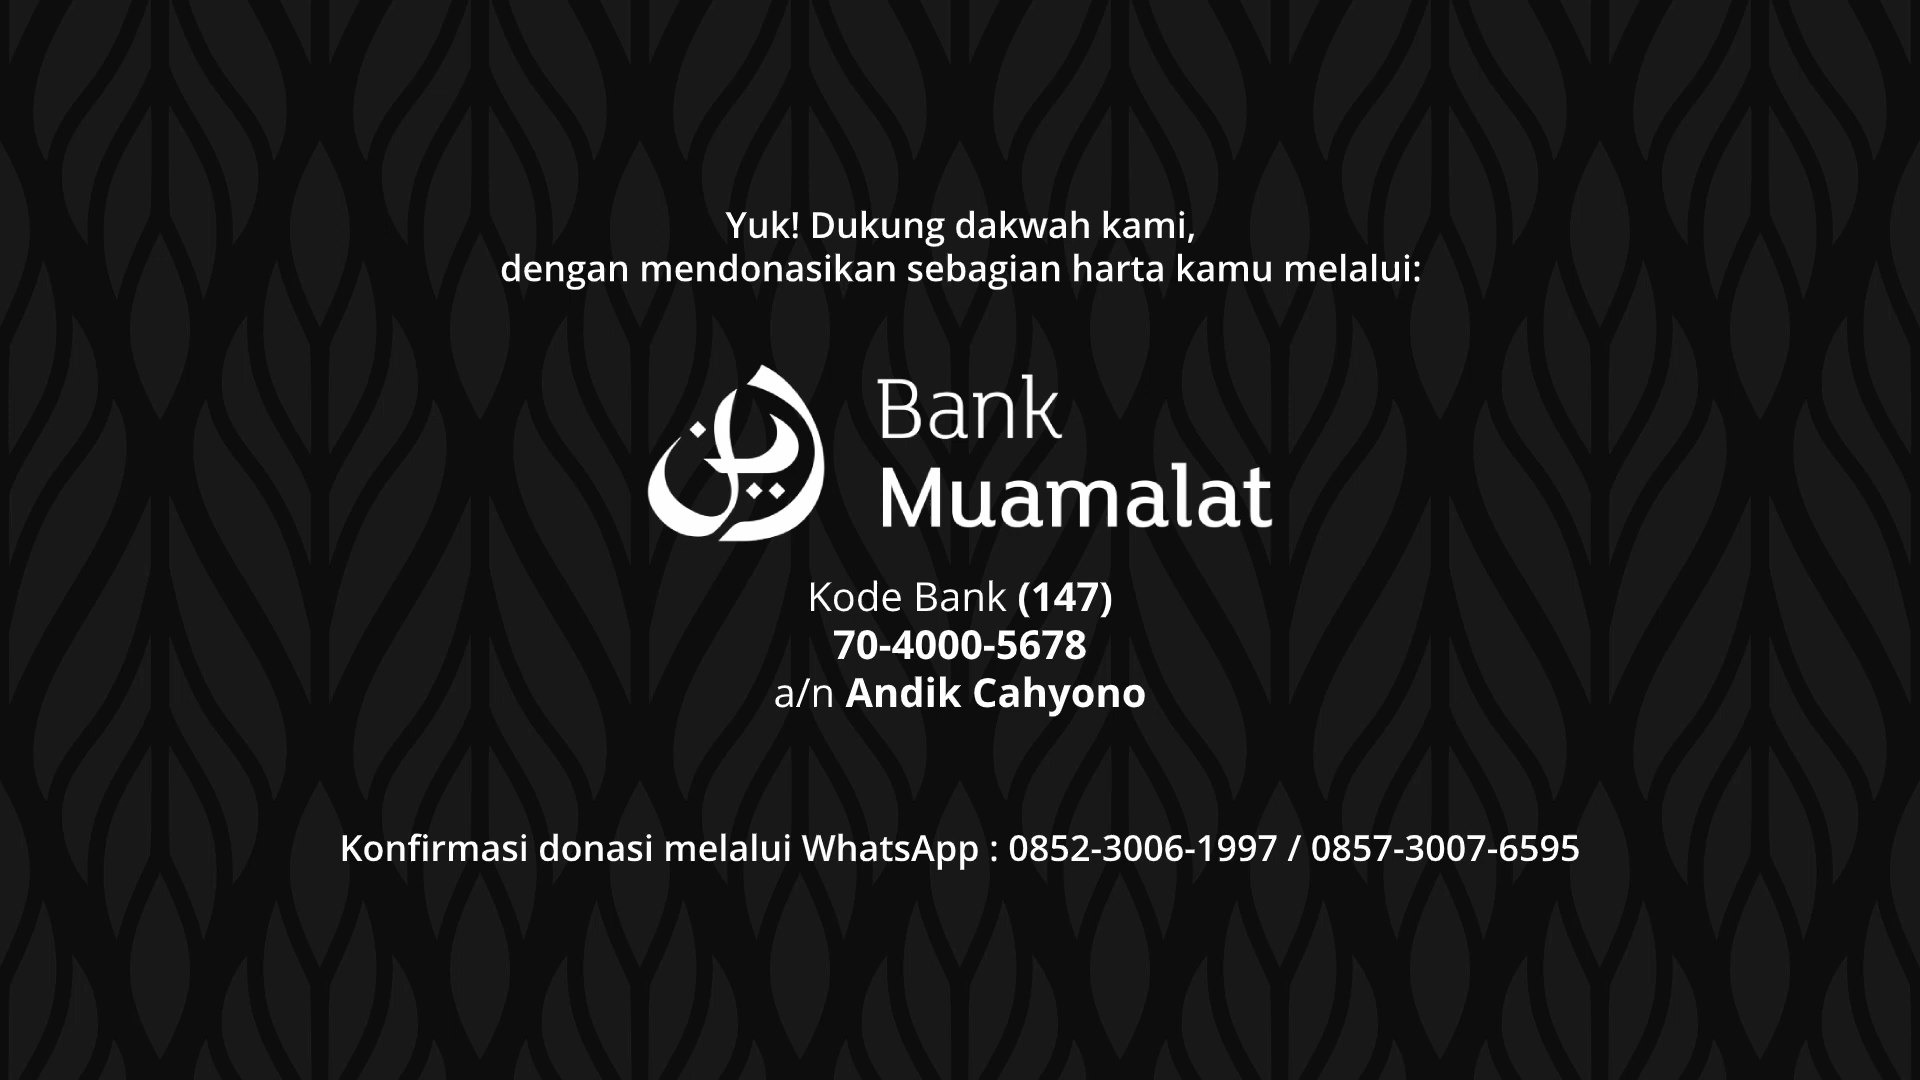 Yuk! Dukung dakwah kami,
dengan mendonasikan sebagian harta kamu melalui:
Bank
Muamalat
Kode Bank (147)
70-4000-5678
a/n Andik Cahyono
Konfirmasi donasi melalui WhatsApp : 0852-3006-1997 / 0857-3007-6595